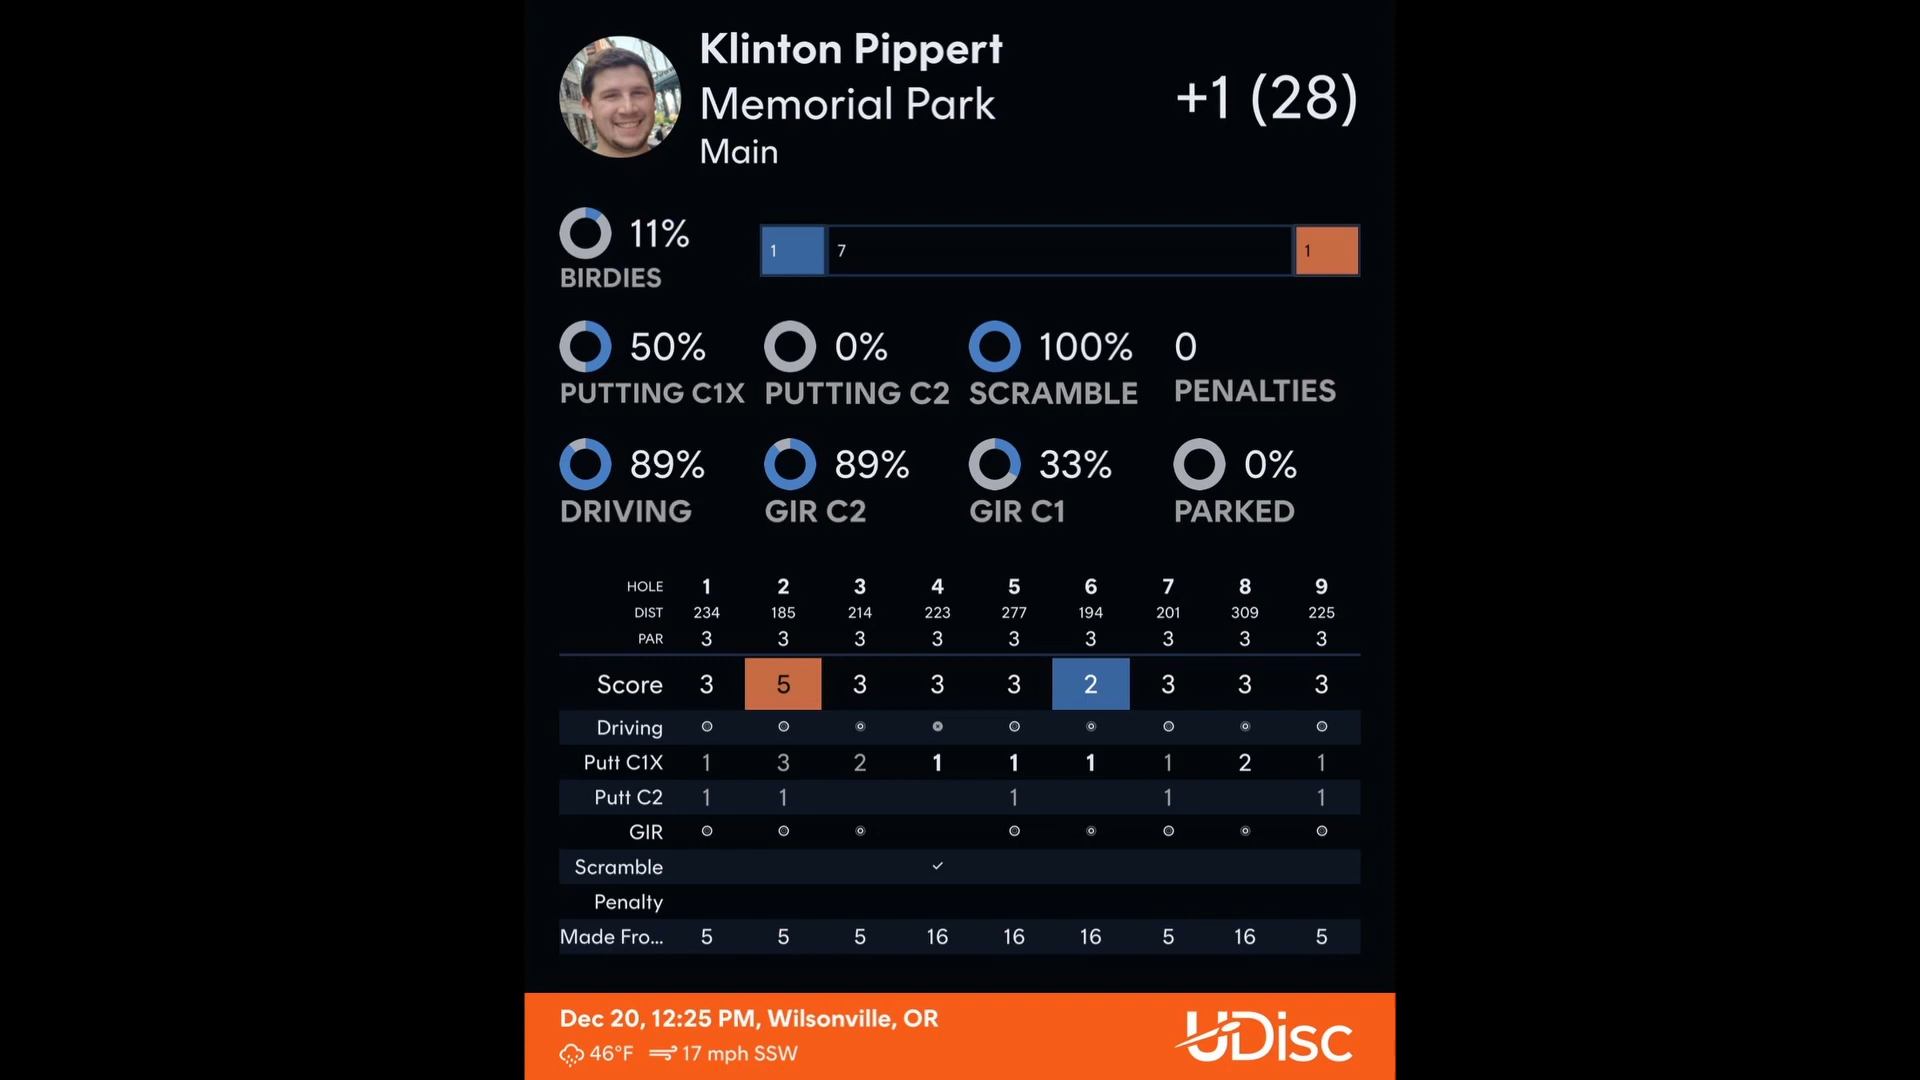 Klinton Pippert
Memorial Park
Main
+1 (28)
11%
BIRDIES
1 7 1
50% 0% 100% 0
PUTTING C1X PUTTING C2 SCRAMBLE PENALTIES
89% 89% 33% 0%
DRIVING GIR C2 GIR C1 PARKED
HOLE 1 2 3 4 5 6 7 8 9
DIST 234 185 214 223 277 194 201 309 225
PAR 3 3 3 3 3 3 3 3 3
Score 3 5 3 3 3 2 3 3 3
Driving
Putt C1X 1 3 2 1 1 1 1 2 1
Putt C2 1 1 1 1 1
GIR
Scramble
Penalty
Made Fro... 5 5 5 16 16 16 5 16 5
Dec 20, 12:25 PM, Wilsonville, OR
46°F 17 mph SSW
UDisc